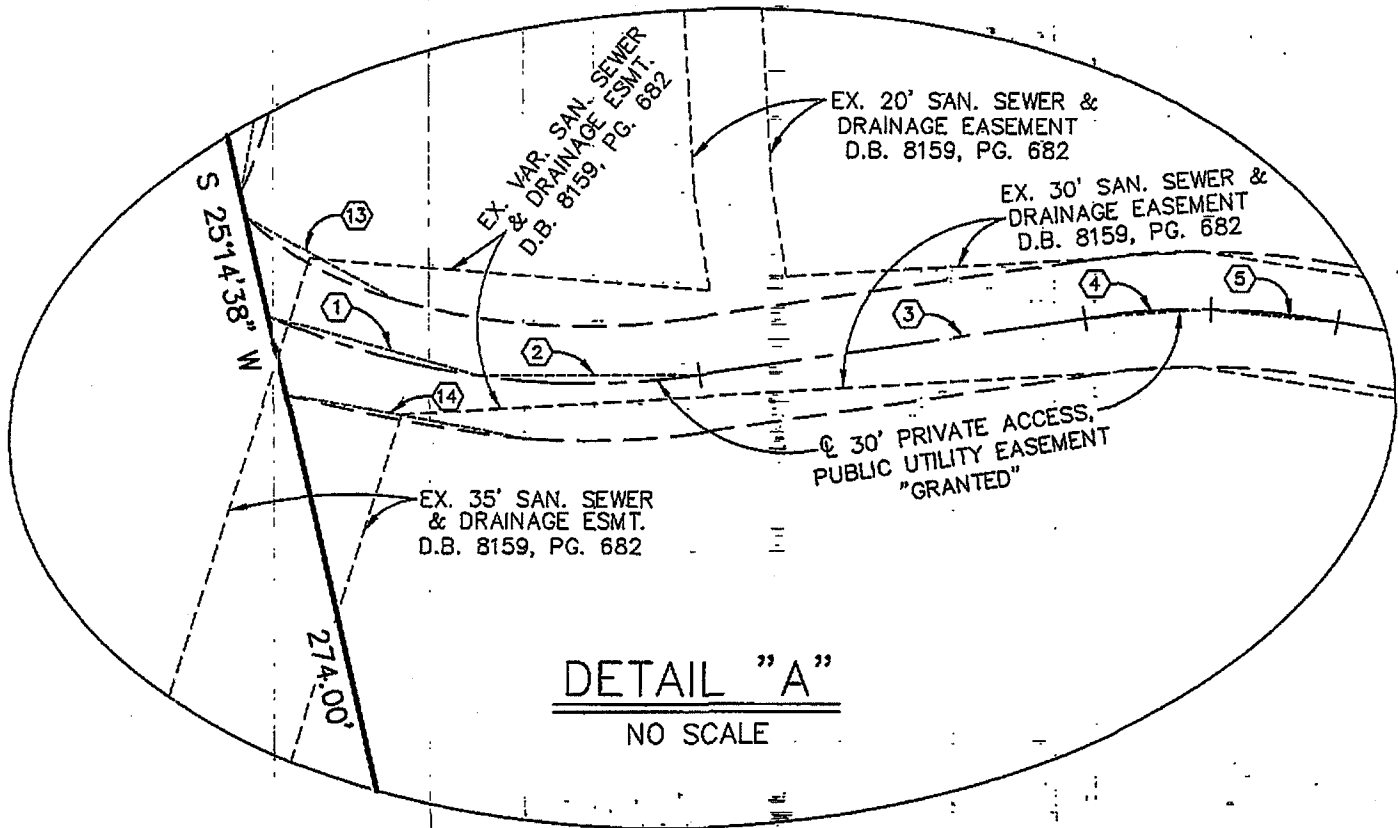 EX. VAR. SAN. SEWER
& DRAINAGE ESMT.
D.B. 8159, PG. 682
EX. 20' SAN. SEWER &
DRAINAGE EASEMENT
D.B. 8159, PG. 682
EX. 30' SAN. SEWER &
DRAINAGE EASEMENT
D.B. 8159, PG. 682
S 25°14'38" W
13
1
2
3
4
5
14
℄ 30' PRIVATE ACCESS,
PUBLIC UTILITY EASEMENT
"GRANTED"
EX. 35' SAN. SEWER
& DRAINAGE ESMT.
D.B. 8159, PG. 682
274.00'
DETAIL "A"
NO SCALE